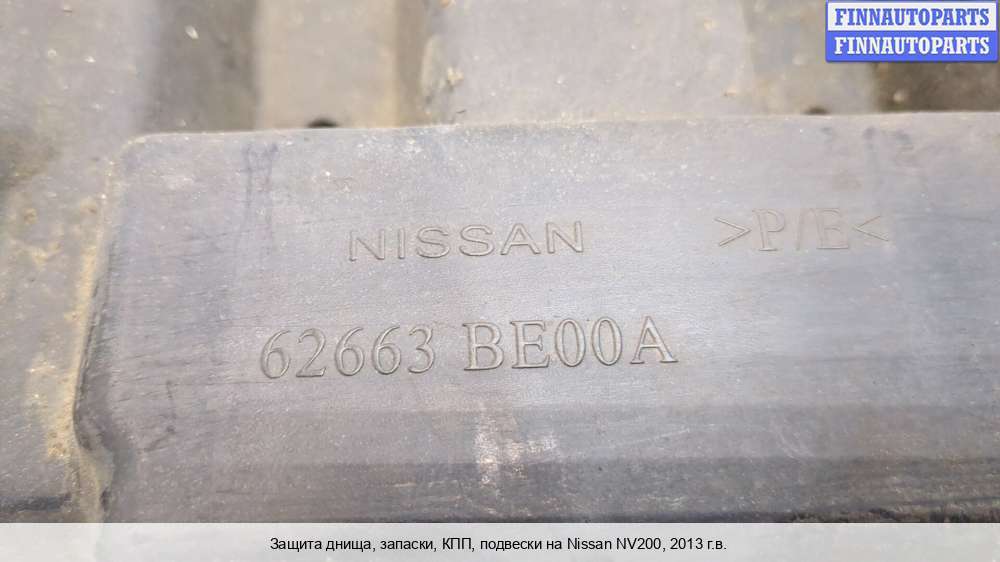 FINNAUTOPARTS
FINNAUTOPARTS
NISSAN
>P/E<
62663 BE00A
Защита днища, запаски, КПП, подвески на Nissan NV200, 2013 г.в.